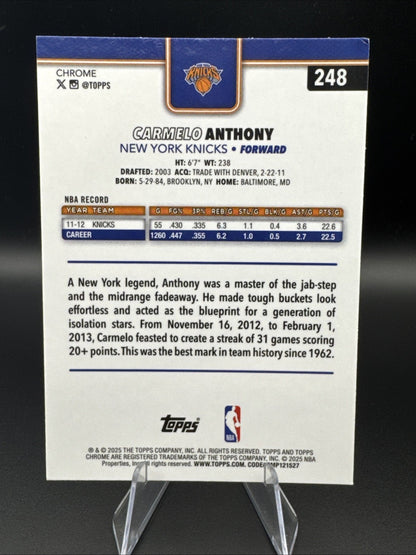 CHROME
X @TOPPS
NEW YORK KNICKS
248
CARMELO ANTHONY
NEW YORK KNICKS • FORWARD
HT: 6'7" WT: 238
DRAFTED: 2003 ACQ: TRADE WITH DENVER, 2-22-11
BORN: 5-29-84, BROOKLYN, NY HOME: BALTIMORE, MD
NBA RECORD
YEAR TEAM G FG% 3P% REB/G STL/G BLK/G AST/G PTS/G
11-12 KNICKS 55 .430 .335 6.3 1.1 0.4 3.6 22.6
CAREER 1260 .447 .355 6.2 1.0 0.5 2.7 22.5
A New York legend, Anthony was a master of the jab-step
and the midrange fadeaway. He made tough buckets look
effortless and acted as the blueprint for a generation of
isolation stars. From November 16, 2012, to February 1,
2013, Carmelo feasted to create a streak of 31 games scoring
20+ points. This was the best mark in team history since 1962.
Topps
NBA
® & © 2025 THE TOPPS COMPANY, INC. ALL RIGHTS RESERVED. TOPPS AND TOPPS
CHROME ARE REGISTERED TRADEMARKS OF THE TOPPS COMPANY, INC. © 2025 NBA
Properties, Inc. All rights reserved. WWW.TOPPS.COM. CODE#CMP121527